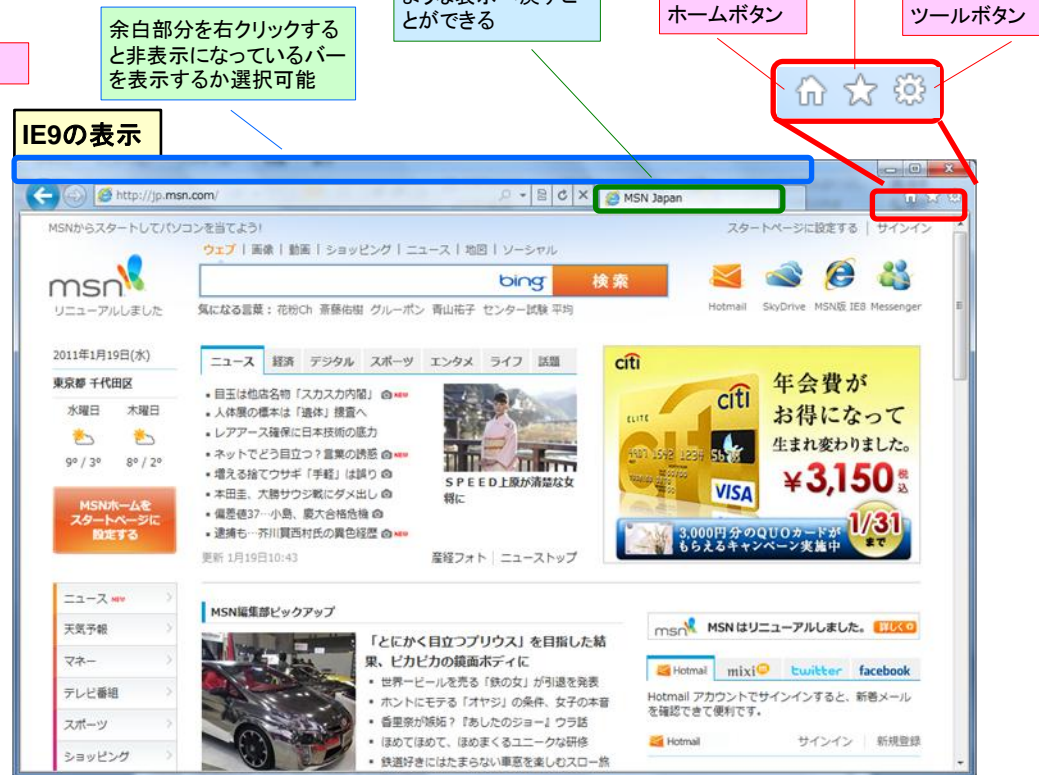 とができる
ホームボタン
ツールボタン
余白部分を右クリックする
と非表示になっているバー
を表示するか選択可能
IE9の表示
http://jp.msn.com/
MSN Japan
MSNからスタートしてパソコンを当てよう!
スタートページに設定する | サインイン
ウェブ | 画像 | 動画 | ショッピング | ニュース | 地図 | ソーシャル
msn
リニューアルしました
bing
検索
気になる言葉：花粉Ch 斎藤佑樹 グルーポン 青山祐子 センター試験 平均
Hotmail SkyDrive MSN版 IE8 Messenger
2011年1月19日(水)
東京都 千代田区
水曜日 木曜日
9° / 3° 8° / 2°
MSNホームを
スタートページに
設定する
ニュース 経済 デジタル スポーツ エンタメ ライフ 話題
目玉は他店名物「スカスカ内閣」 NEW
人体展の標本は「遺体」捜査へ
レアアース確保に日本技術の底力
ネットでどう目立つ？言葉の誘惑 NEW
増える捨てウサギ「手軽」は誤り
本田圭、大勝サウジ戦にダメ出し
偏差値37…小島、慶大合格危機
逮捕も…芥川賞西村氏の異色経歴 NEW
更新 1月19日10:43
ＳＰＥＥＤ上原が清楚な女
将に
産経フォト | ニューストップ
citi
citi
ELITE
VISA
年会費が
お得になって
生まれ変わりました。
¥3,150 税込
3,000円分のQUOカードが
もらえるキャンペーン実施中
1/31
まで
ニュース NEW
天気予報
マネー
テレビ番組
スポーツ
ショッピング
MSN編集部ピックアップ
「とにかく目立つプリウス」を目指した結
果、ピカピカの鏡面ボディに
世界一ビールを売る「鉄の女」が引退を発表
ホントにモテる「オヤジ」の条件、女子の本音
香里奈が嫉妬？『あしたのジョー』ウラ話
ほめてほめて、ほめまくるユニークな研修
鉄道好きにはたまらない車窓を楽しむスロー旅
msn MSN はリニューアルしました。 詳しく
Hotmail mixi twitter facebook
Hotmail アカウントでサインインすると、新着メール
を確認できて便利です。
Hotmail サインイン | 新規登録